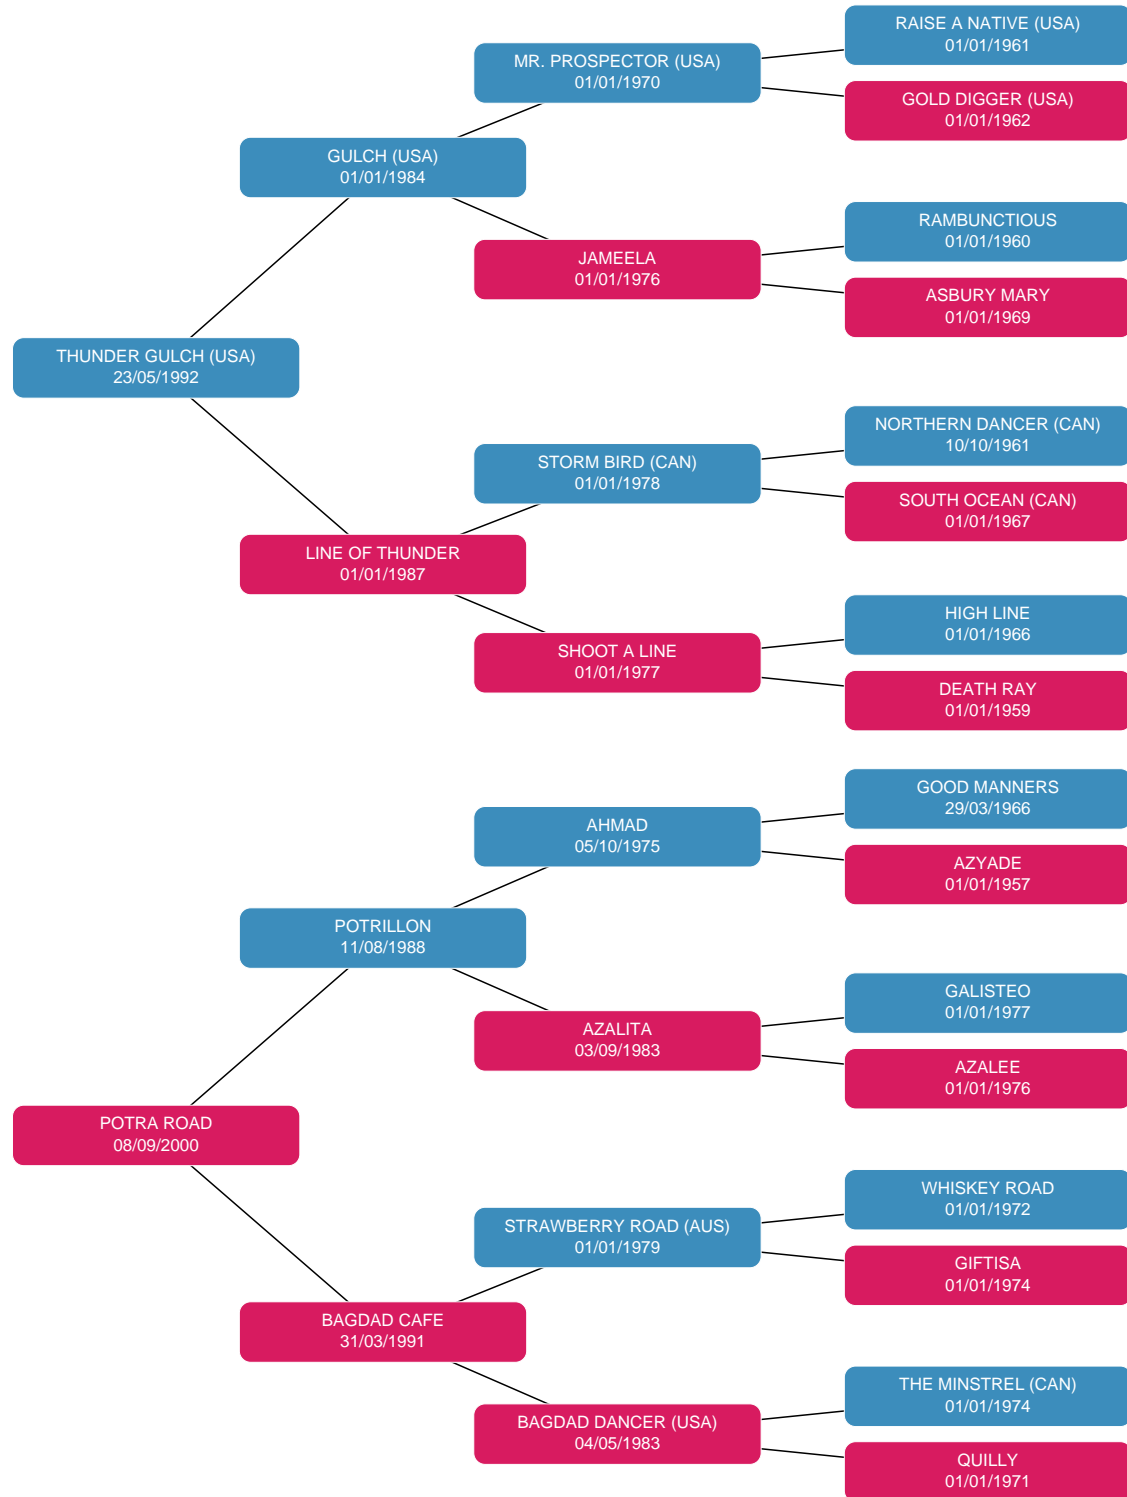 RAISE A NATIVE (USA)
01/01/1961
MR. PROSPECTOR (USA)
01/01/1970
GOLD DIGGER (USA)
01/01/1962
GULCH (USA)
01/01/1984
RAMBUNCTIOUS
01/01/1960
JAMEELA
01/01/1976
ASBURY MARY
01/01/1969
THUNDER GULCH (USA)
23/05/1992
NORTHERN DANCER (CAN)
10/10/1961
STORM BIRD (CAN)
01/01/1978
SOUTH OCEAN (CAN)
01/01/1967
LINE OF THUNDER
01/01/1987
HIGH LINE
01/01/1966
SHOOT A LINE
01/01/1977
DEATH RAY
01/01/1959
GOOD MANNERS
29/03/1966
AHMAD
05/10/1975
AZYADE
01/01/1957
POTRILLON
11/08/1988
GALISTEO
01/01/1977
AZALITA
03/09/1983
AZALEE
01/01/1976
POTRA ROAD
08/09/2000
WHISKEY ROAD
01/01/1972
STRAWBERRY ROAD (AUS)
01/01/1979
GIFTISA
01/01/1974
BAGDAD CAFE
31/03/1991
THE MINSTREL (CAN)
01/01/1974
BAGDAD DANCER (USA)
04/05/1983
QUILLY
01/01/1971